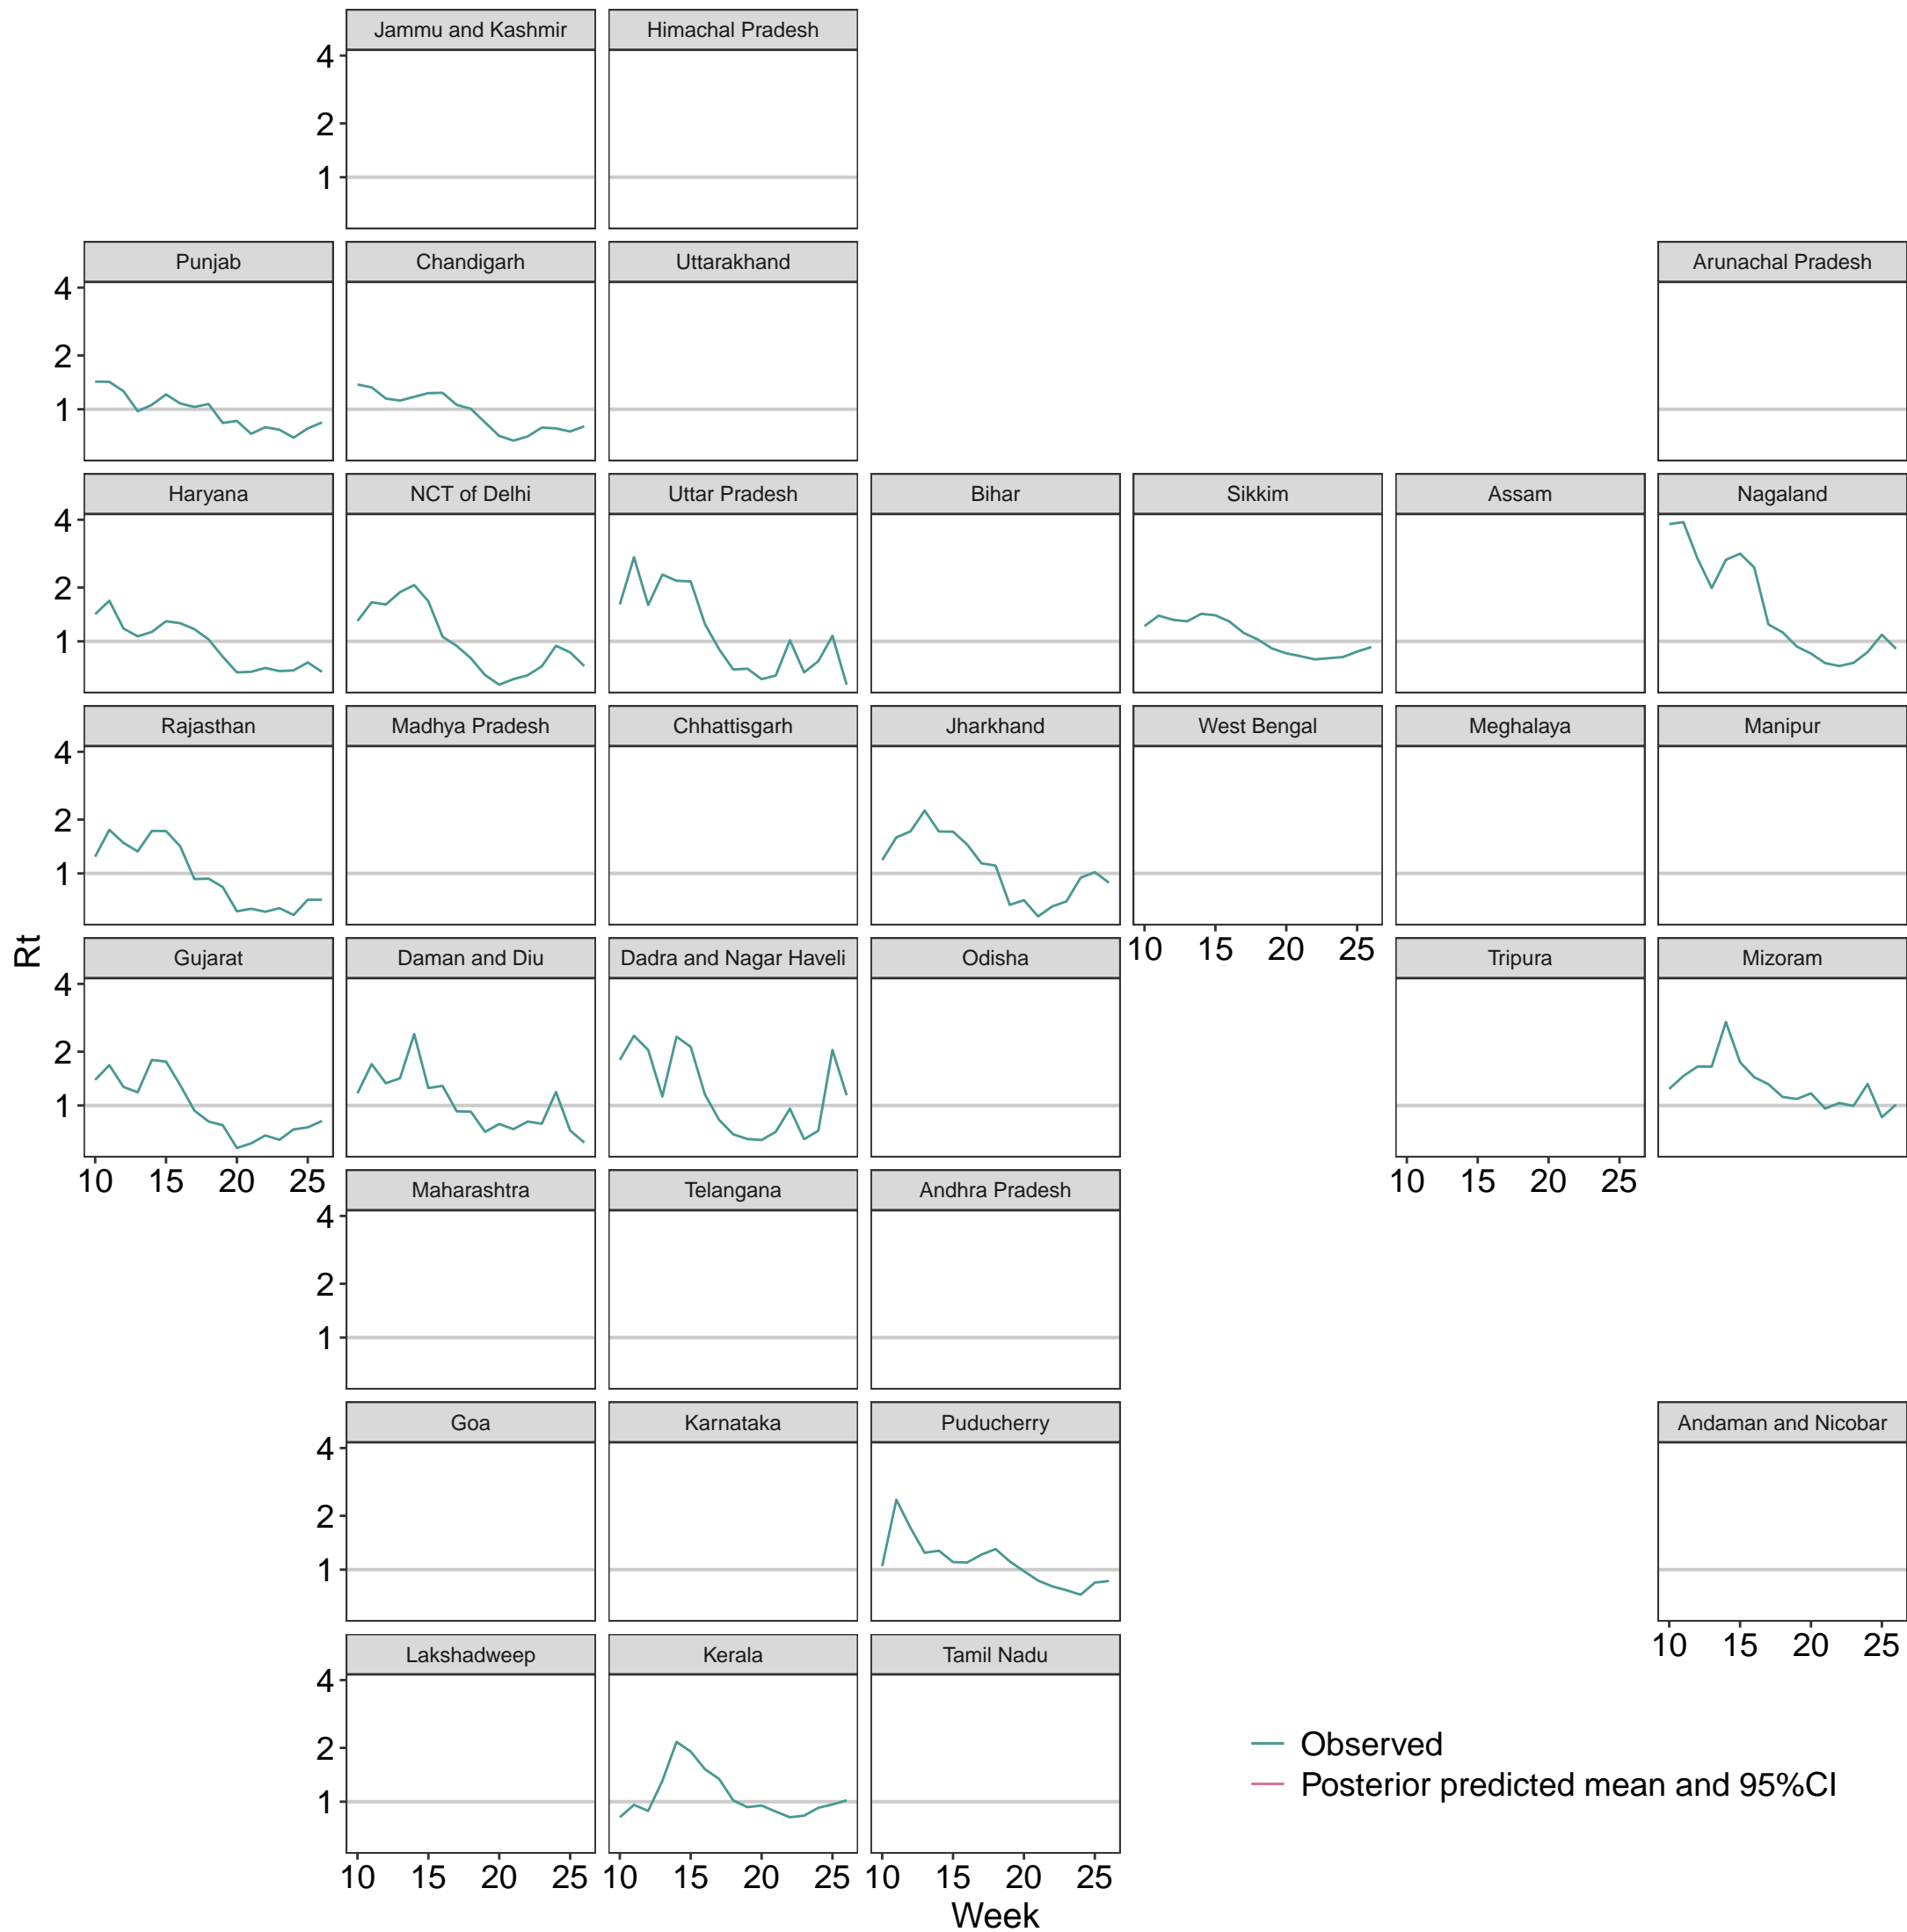 Jammu and Kashmir Himachal Pradesh
4
2
1
Punjab Chandigarh Uttarakhand Arunachal Pradesh
4
2
1
Haryana NCT of Delhi Uttar Pradesh Bihar Sikkim Assam Nagaland
4
2
1
Rajasthan Madhya Pradesh Chhattisgarh Jharkhand West Bengal Meghalaya Manipur
4
2
1
10 15 20 25
Rt
Gujarat Daman and Diu Dadra and Nagar Haveli Odisha Tripura Mizoram
4
2
1
10 15 20 25 10 15 20 25
Maharashtra Telangana Andhra Pradesh
4
2
1
Goa Karnataka Puducherry Andaman and Nicobar
4
2
1
10 15 20 25
Lakshadweep Kerala Tamil Nadu
4
2
1
10 15 20 25 10 15 20 25 10 15 20 25
Week
Observed
Posterior predicted mean and 95%CI